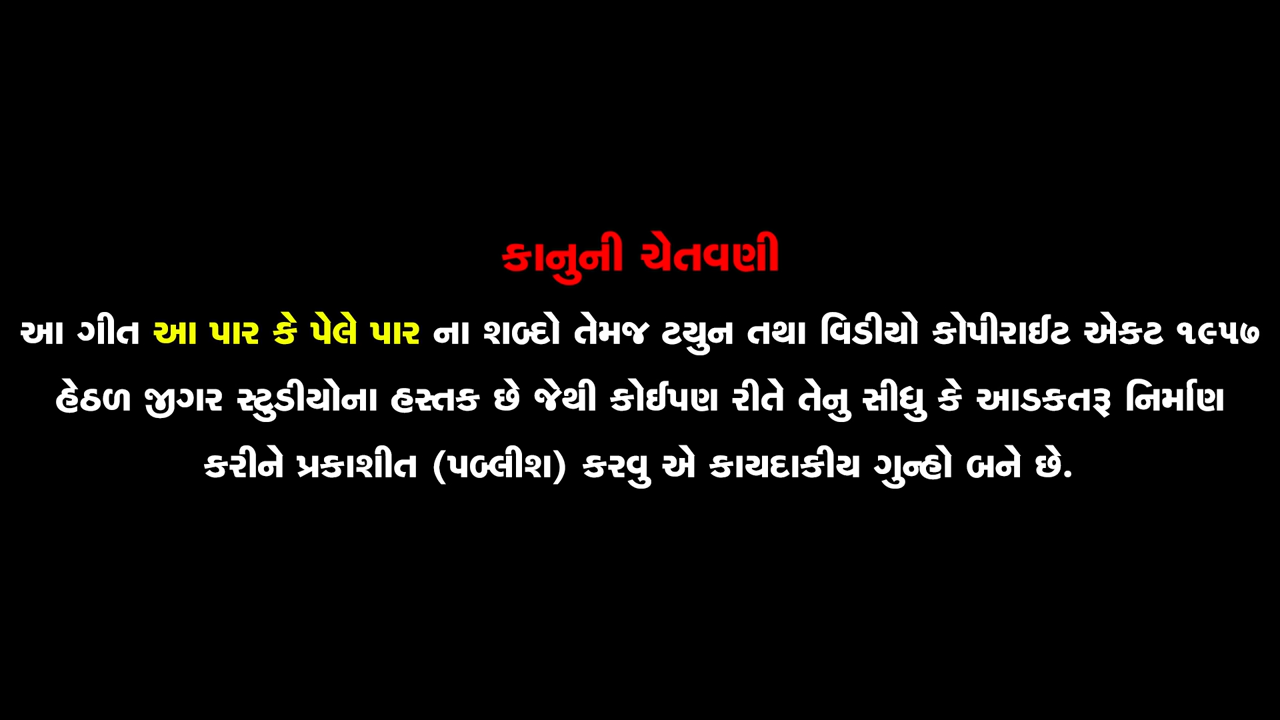 કાનુની ચેતવણી
આ ગીત આ પાર કે પેલે પાર ના શબ્દો તેમજ ટયુન તથા વિડીયો કોપીરાઈટ એકટ ૧૯૫૭
હેઠળ જીગર સ્ટુડીયોના હસ્તક છે જેથી કોઈપણ રીતે તેનુ સીધુ કે આડકતરૂ નિર્માણ
કરીને પ્રકાશીત (પબ્લીશ) કરવુ એ કાયદાકીય ગુન્હો બને છે.